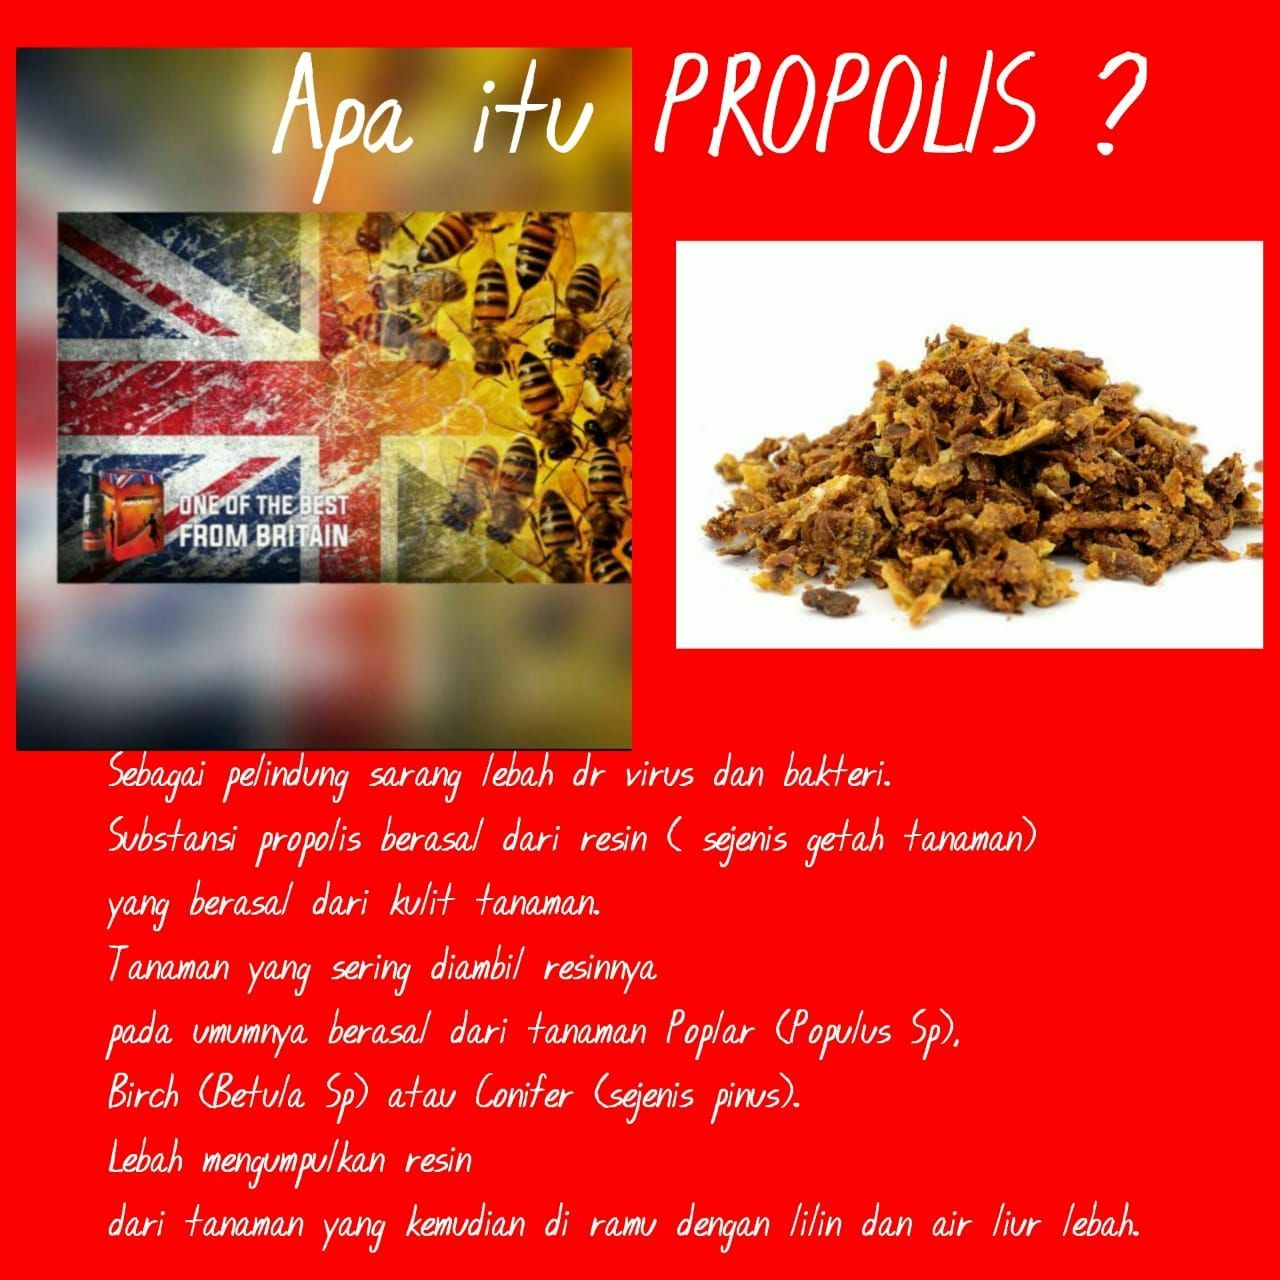 Apa itu PROPOLIS ?
ONE OF THE BEST
FROM BRITAIN
Sebagai pelindung sarang lebah dr virus dan bakteri.
Substansi propolis berasal dari resin ( sejenis getah tanaman)
yang berasal dari kulit tanaman.
Tanaman yang sering diambil resinnya
pada umumnya berasal dari tanaman Poplar (Populus Sp),
Birch (Betula Sp) atau Conifer (sejenis pinus).
Lebah mengumpulkan resin
dari tanaman yang kemudian di ramu dengan lilin dan air liur lebah.